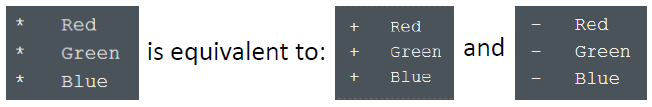 * Red
* Green
* Blue
is equivalent to:
+ Red
+ Green
+ Blue
and
- Red
- Green
- Blue